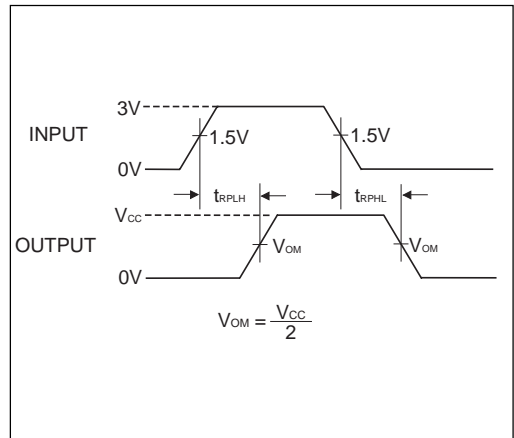 3V
INPUT
1.5V 1.5V
0V
tRPLH tRPHL
VCC
OUTPUT
VOM VOM
0V
VOM = VCC
2